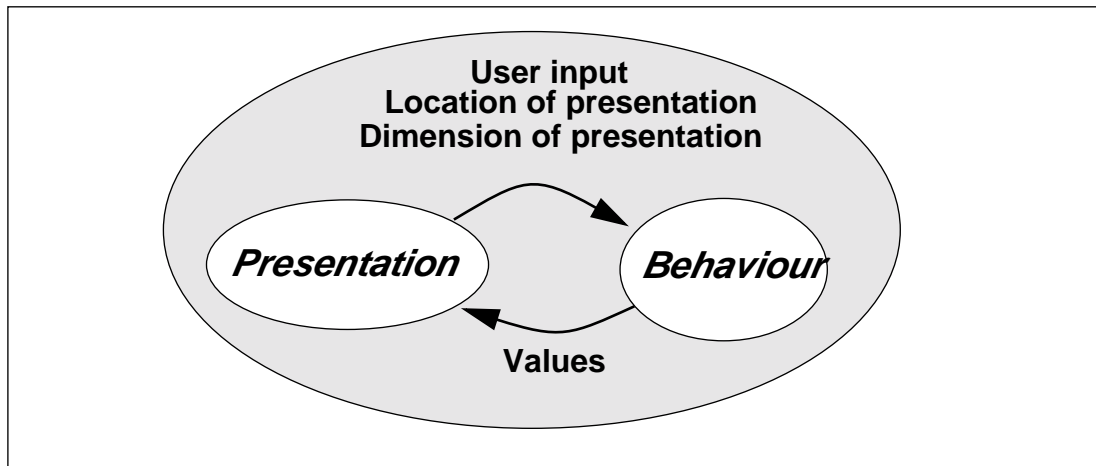 User input
Location of presentation
Dimension of presentation
Presentation
Behaviour
Values